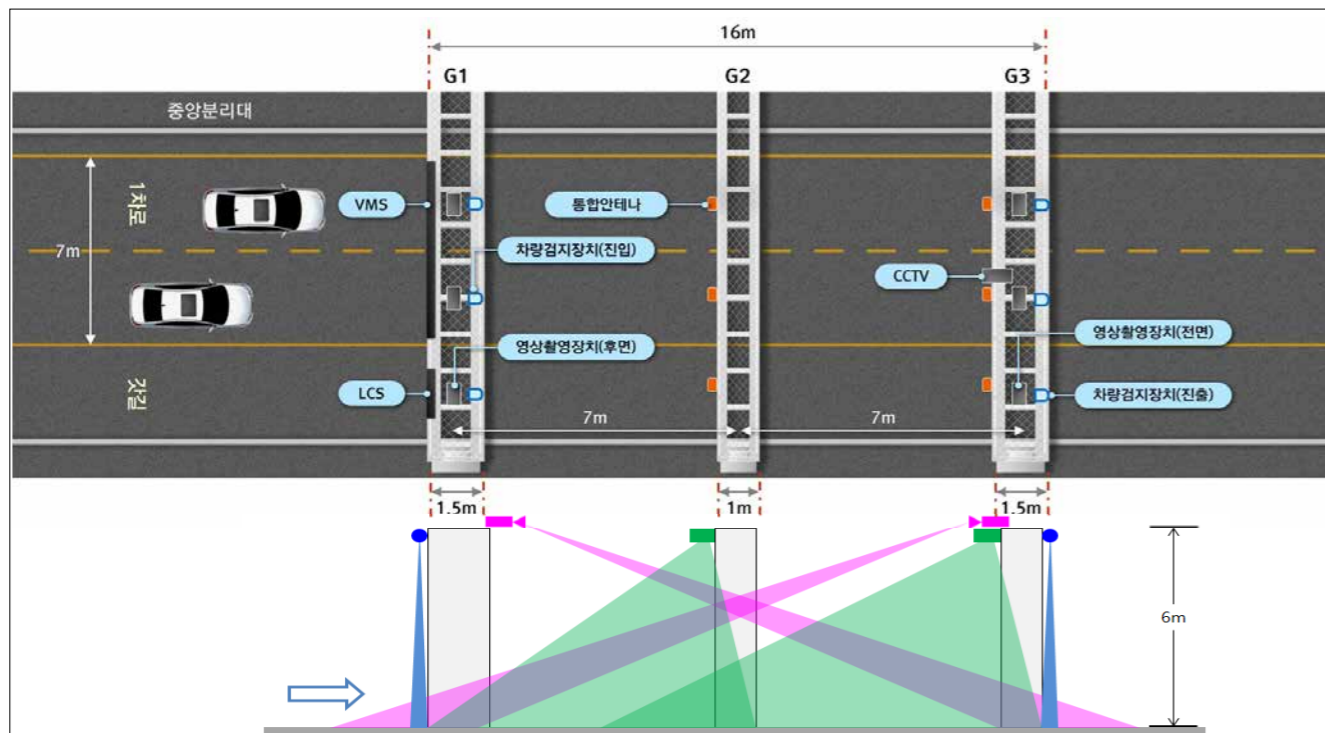 16m
G1
G2
G3
중앙분리대
1차로
7m
갓길
VMS
통합안테나
차량검지장치(진입)
CCTV
영상촬영장치(후면)
영상촬영장치(전면)
LCS
차량검지장치(진출)
7m
7m
1.5m
1m
1.5m
6m